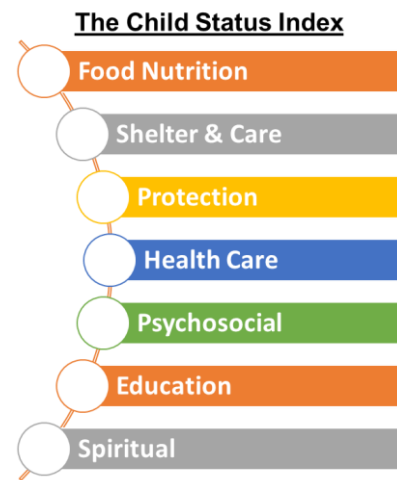 The Child Status Index
Food Nutrition
Shelter & Care
Protection
Health Care
Psychosocial
Education
Spiritual